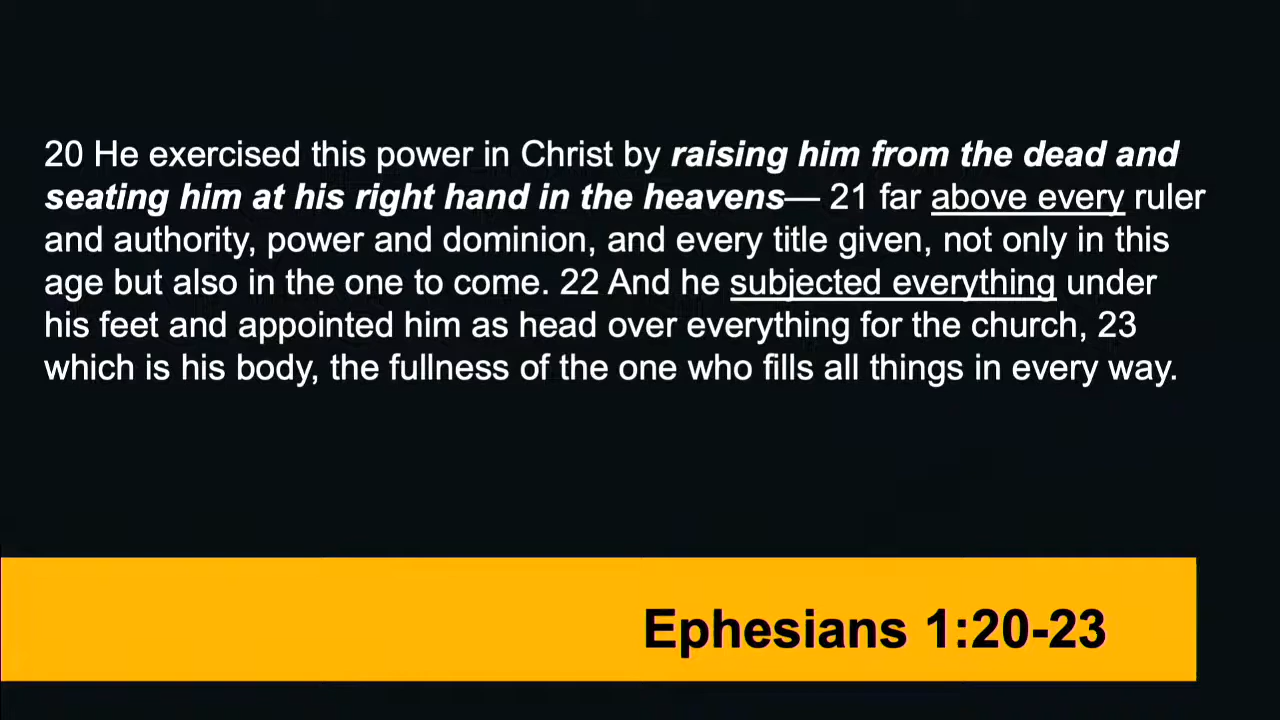 20 He exercised this power in Christ by raising him from the dead and
seating him at his right hand in the heavens— 21 far above every ruler
and authority, power and dominion, and every title given, not only in this
age but also in the one to come. 22 And he subjected everything under
his feet and appointed him as head over everything for the church, 23
which is his body, the fullness of the one who fills all things in every way.
Ephesians 1:20-23